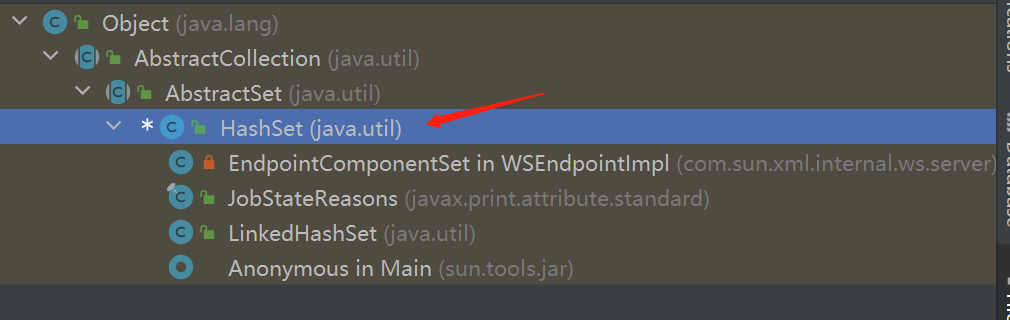 Object (java.lang)
AbstractCollection (java.util)
AbstractSet (java.util)
* HashSet (java.util)
EndpointComponentSet in WSEndpointImpl (com.sun.xml.internal.ws.server)
JobStateReasons (javax.print.attribute.standard)
LinkedHashSet (java.util)
Anonymous in Main (sun.tools.jar)
Database